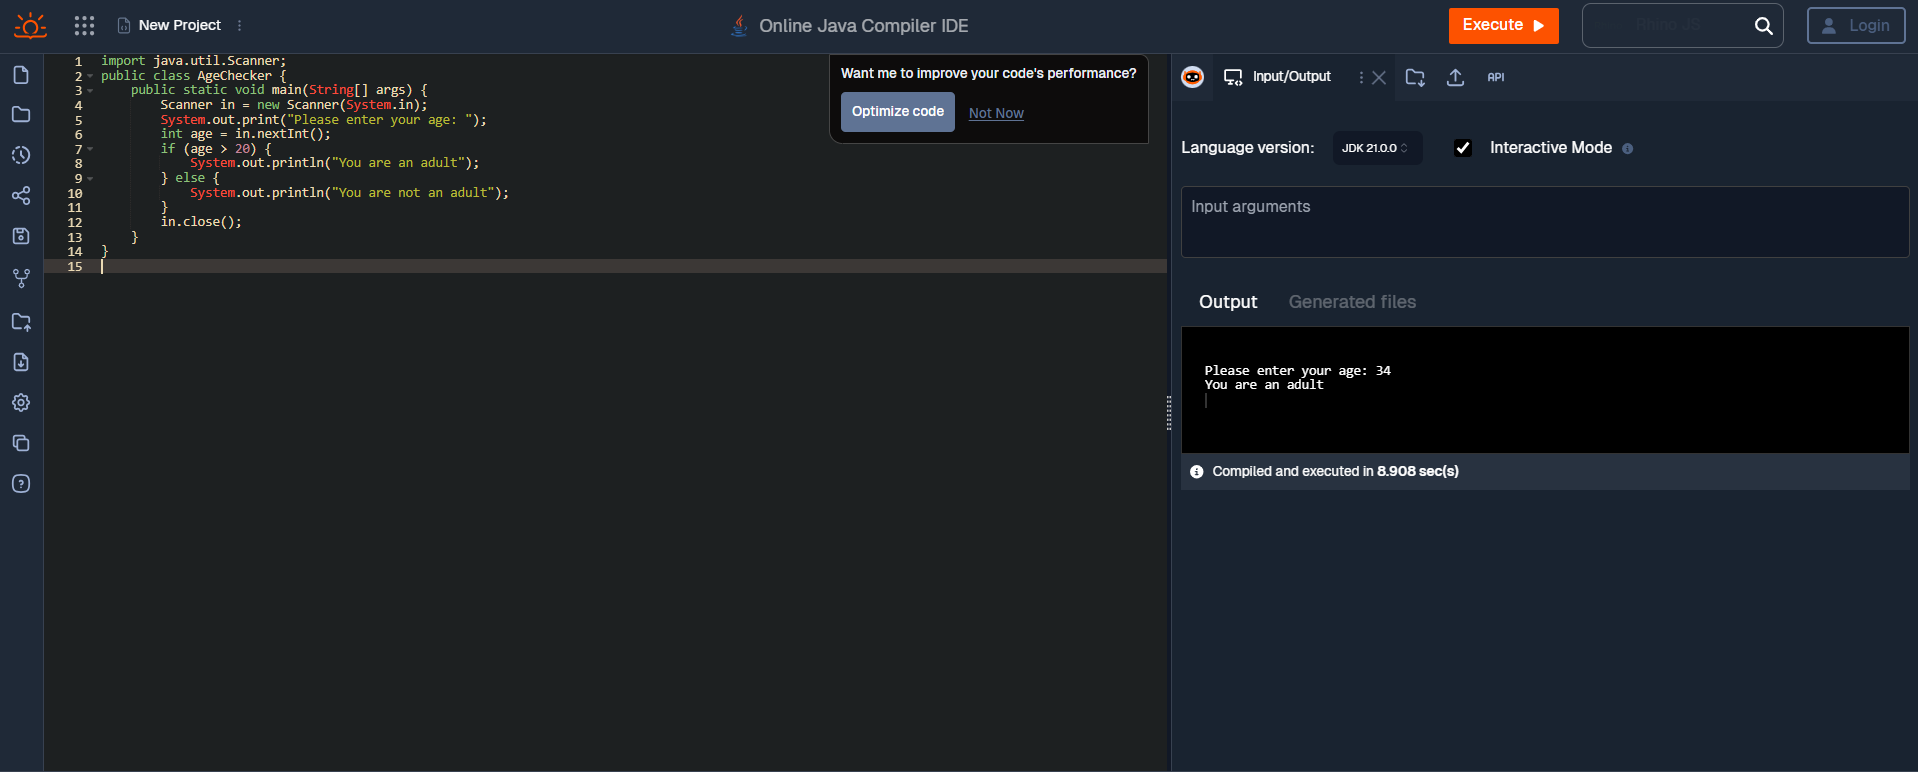 New Project
Online Java Compiler IDE
Execute
Login
1 import java.util.Scanner;
2 public class AgeChecker {
3     public static void main(String[] args) {
4         Scanner in = new Scanner(System.in);
5         System.out.print("Please enter your age: ");
6         int age = in.nextInt();
7         if (age > 20) {
8             System.out.println("You are an adult");
9         } else {
10             System.out.println("You are not an adult");
11         }
12         in.close();
13     }
14 }
15
Want me to improve your code's performance?
Optimize code Not Now
Input/Output
API
Language version: JDK 21.0.0 Interactive Mode
Input arguments
Output Generated files
Please enter your age: 34
You are an adult
Compiled and executed in 8.908 sec(s)